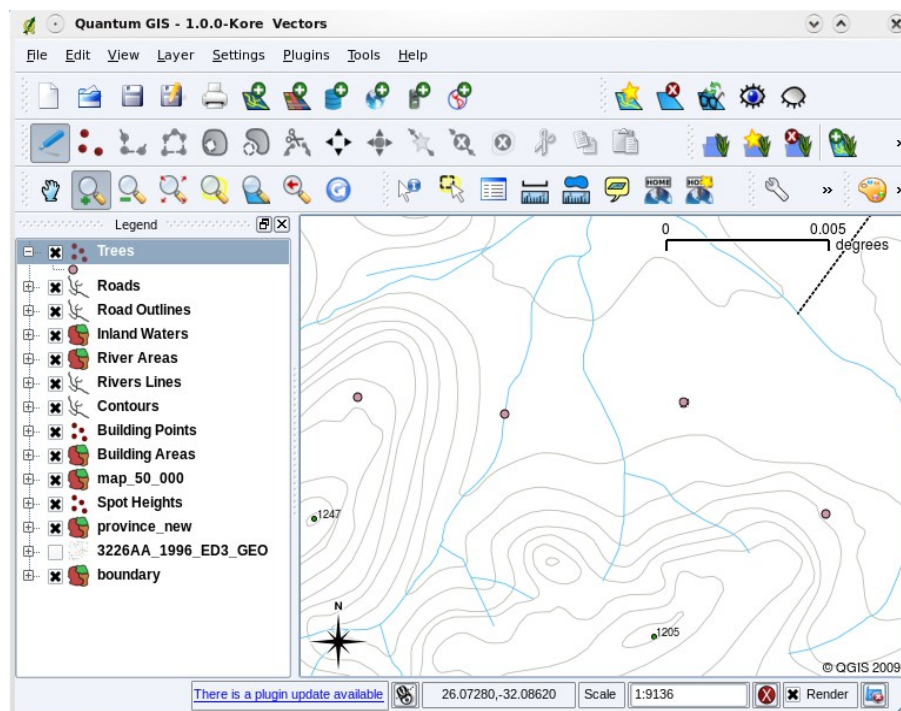 Quantum GIS - 1.0.0-Kore Vectors
File Edit View Layer Settings Plugins Tools Help
HOME
Legend
Trees
Roads
Road Outlines
Inland Waters
River Areas
Rivers Lines
Contours
Building Points
Building Areas
map_50_000
Spot Heights
province_new
3226AA_1996_ED3_GEO
boundary
0 0.005
degrees
1247
1205
N
© QGIS 2009
There is a plugin update available
26.07280,-32.08620
Scale
1:9136
Render